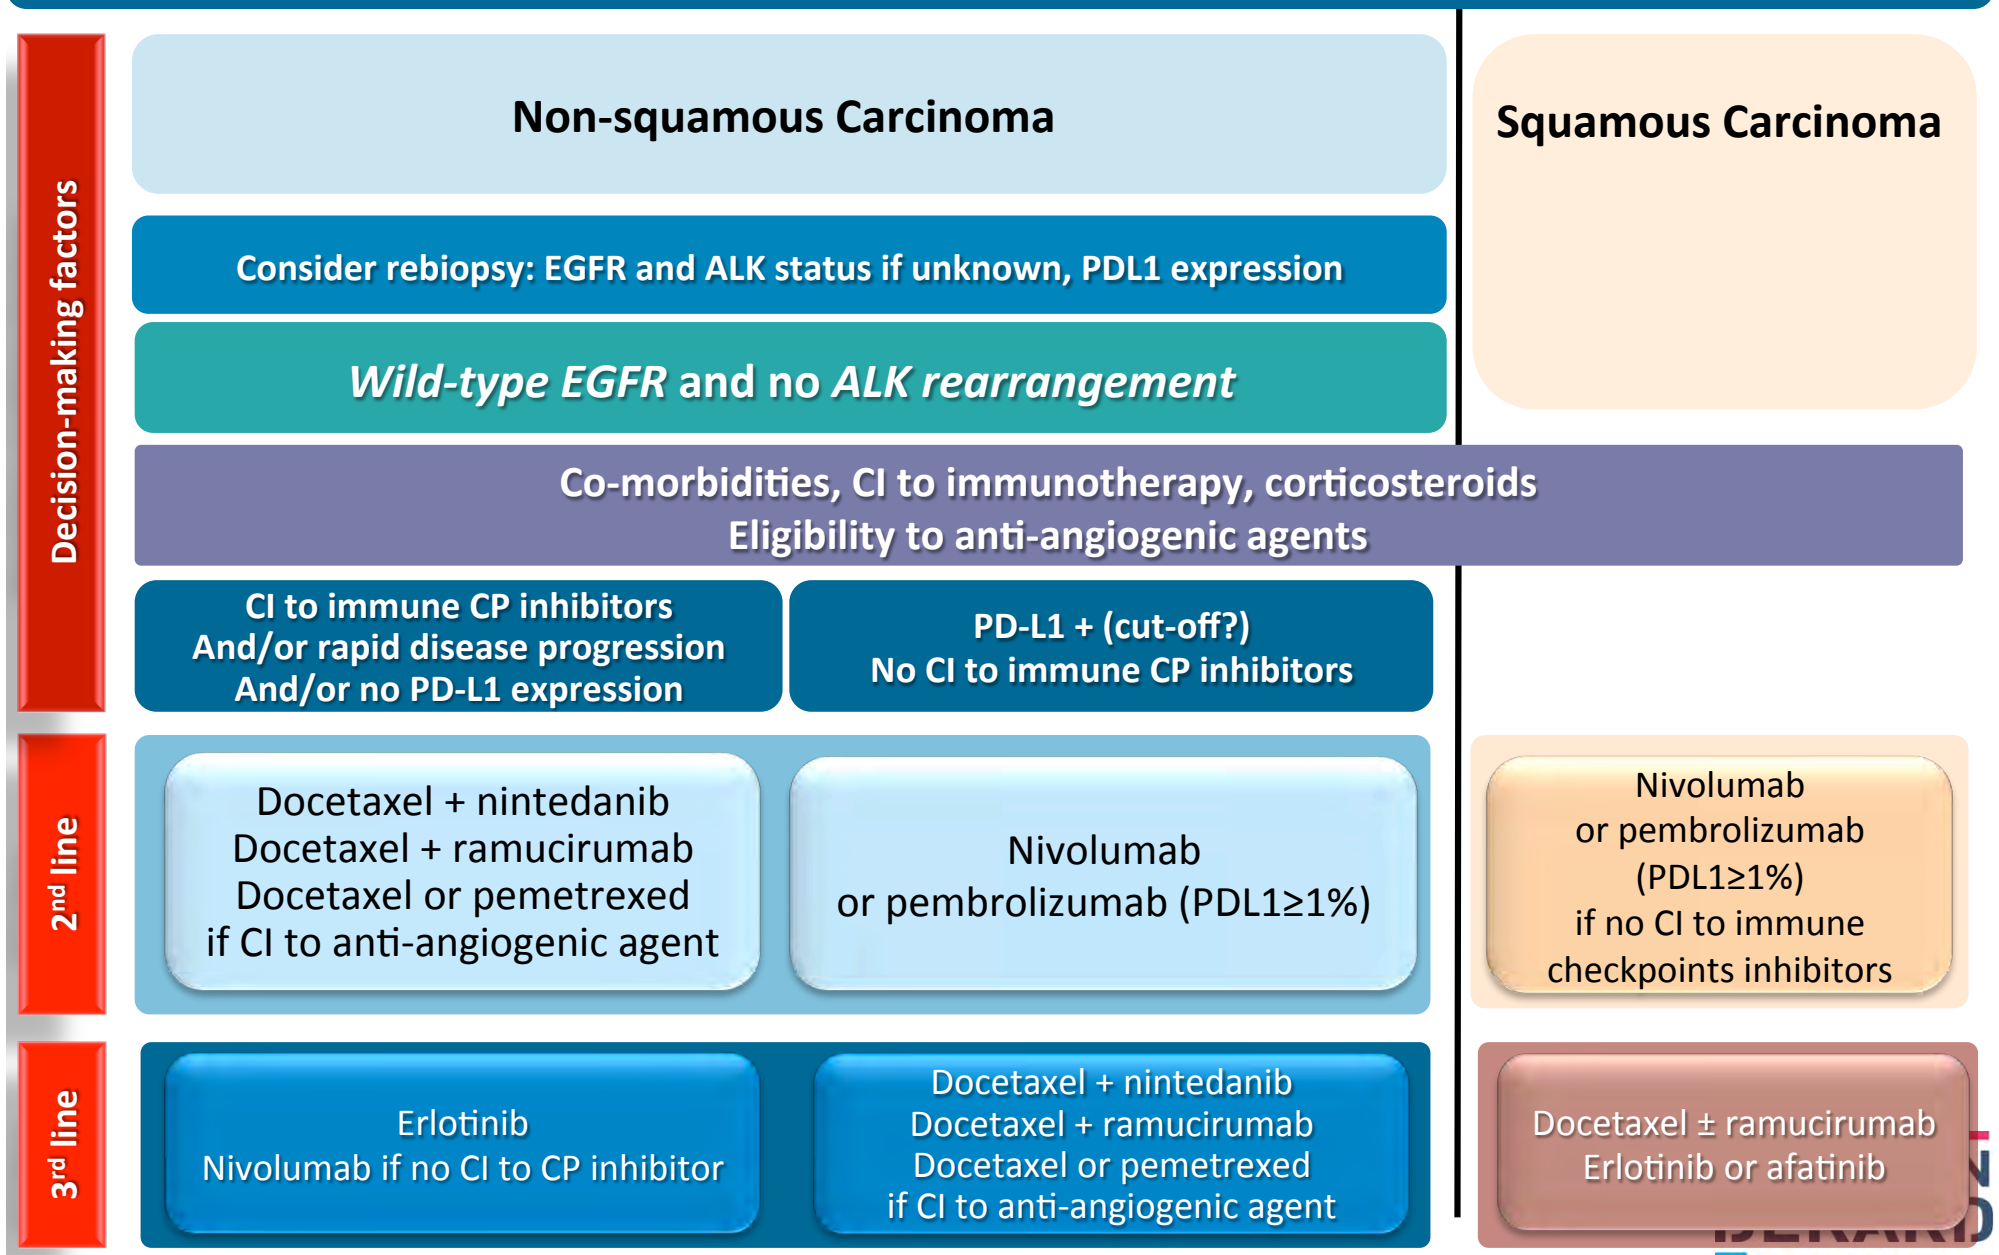 Non-squamous Carcinoma
Squamous Carcinoma
Decision-making factors
Consider rebiopsy: EGFR and ALK status if unknown, PDL1 expression
Wild-type EGFR and no ALK rearrangement
Co-morbidities, CI to immunotherapy, corticosteroids
Eligibility to anti-angiogenic agents
CI to immune CP inhibitors
And/or rapid disease progression
And/or no PD-L1 expression
PD-L1 + (cut-off?)
No CI to immune CP inhibitors
2nd line
Docetaxel + nintedanib
Docetaxel + ramucirumab
Docetaxel or pemetrexed
if CI to anti-angiogenic agent
Nivolumab
or pembrolizumab (PDL1≥1%)
Nivolumab
or pembrolizumab
(PDL1≥1%)
if no CI to immune
checkpoints inhibitors
3rd line
Erlotinib
Nivolumab if no CI to CP inhibitor
Docetaxel + nintedanib
Docetaxel + ramucirumab
Docetaxel or pemetrexed
if CI to anti-angiogenic agent
Docetaxel ± ramucirumab
Erlotinib or afatinib